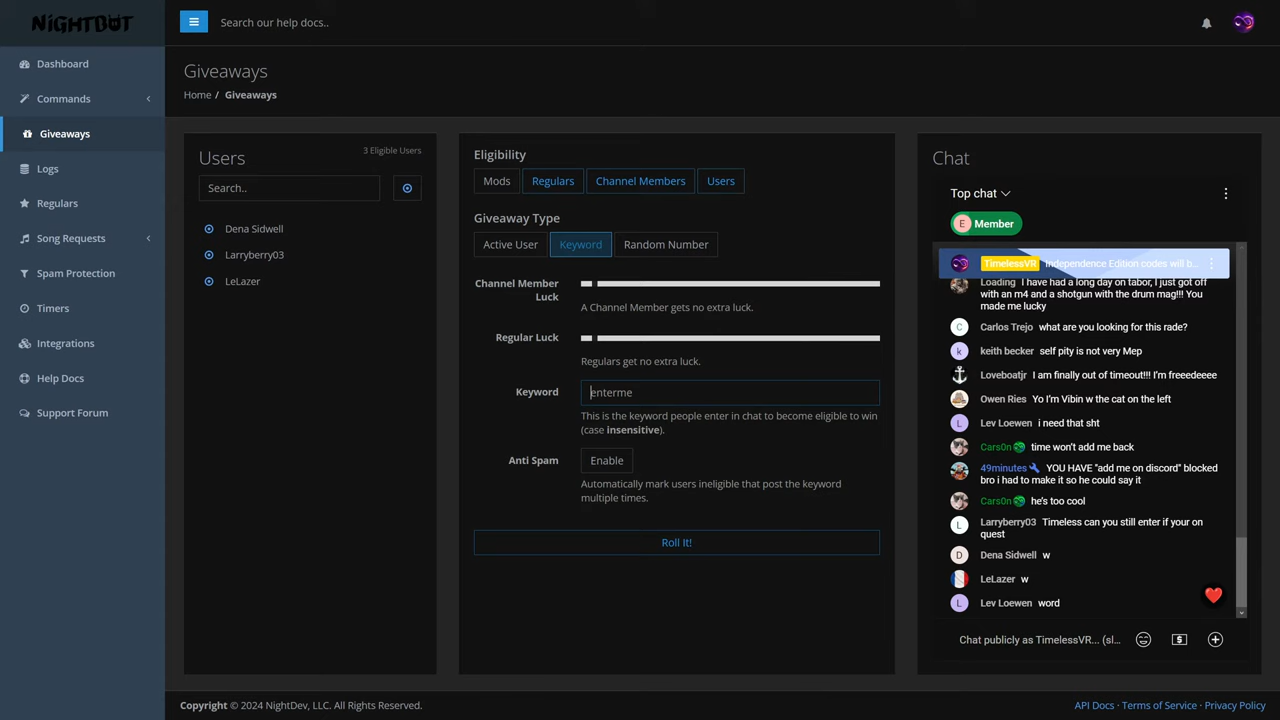 NiGHTBOT
Search our help docs..
Dashboard
Commands
Giveaways
Logs
Regulars
Song Requests
Spam Protection
Timers
Integrations
Help Docs
Support Forum
Giveaways
Home / Giveaways
Users
3 Eligible Users
Search..
Dena Sidwell
Larryberry03
LeLazer
Eligibility
Mods Regulars Channel Members Users
Giveaway Type
Active User Keyword Random Number
Channel Member
Luck
A Channel Member gets no extra luck.
Regular Luck
Regulars get no extra luck.
Keyword
enterme
This is the keyword people enter in chat to become eligible to win
(case insensitive).
Anti Spam
Enable
Automatically mark users ineligible that post the keyword
multiple times.
Roll It!
Chat
Top chat
E Member
TimelessVR Independence Edition codes will b...
Loading I have had a long day on tabor, I just got off
with an m4 and a shotgun with the drum mag!!! You
made me lucky
C Carlos Trejo what are you looking for this rade?
k keith becker self pity is not very Mep
Loveboatjr I am finally out of timeout!!! I'm freeedeeee
Owen Ries Yo I'm Vibin w the cat on the left
L Lev Loewen i need that sht
Cars0n time won't add me back
49minutes YOU HAVE "add me on discord" blocked
bro i had to make it so he could say it
Cars0n he's too cool
L Larryberry03 Timeless can you still enter if your on
quest
D Dena Sidwell w
LeLazer w
L Lev Loewen word
Chat publicly as TimelessVR... (sl...
Copyright © 2024 NightDev, LLC. All Rights Reserved.
API Docs · Terms of Service · Privacy Policy